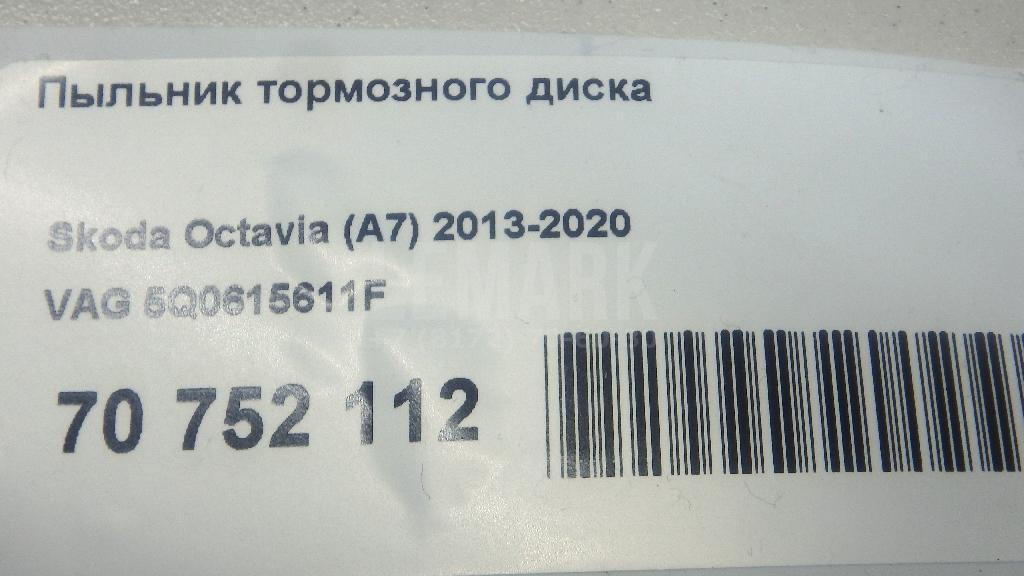 Пыльник тормозного диска
Skoda Octavia (A7) 2013-2020
VAG 5Q0615611F
70 752 112